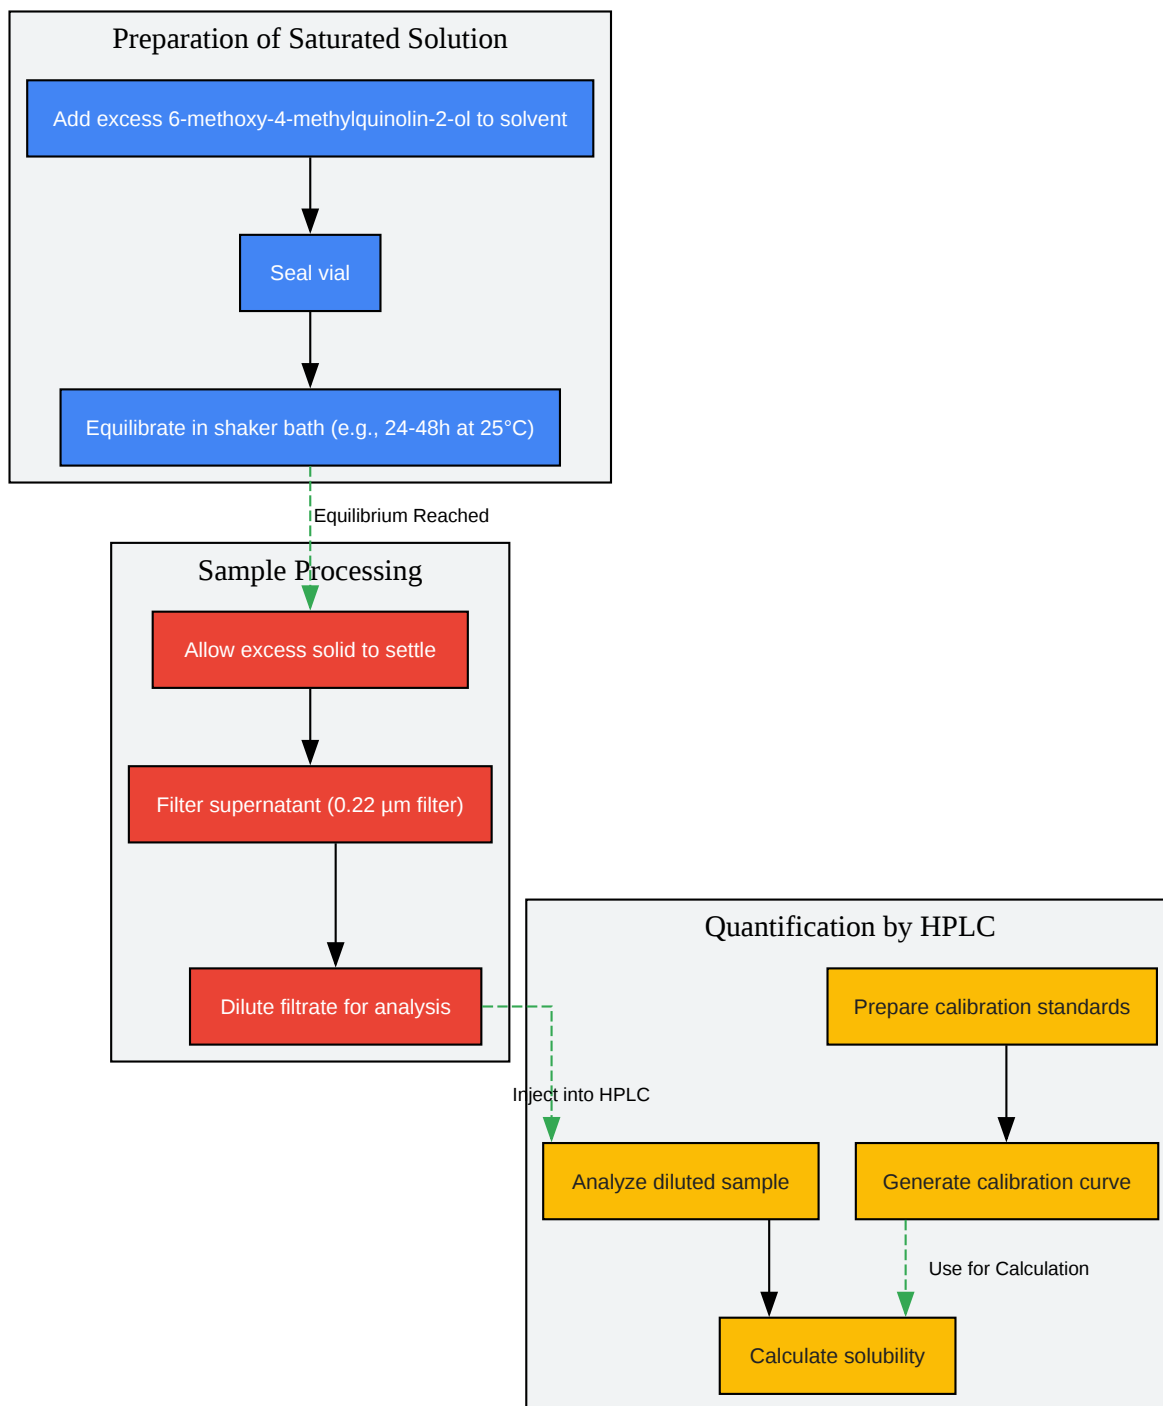 Preparation of Saturated Solution
Add excess 6-methoxy-4-methylquinolin-2-ol to solvent
Seal vial
Equilibrate in shaker bath (e.g., 24-48h at 25°C)
Equilibrium Reached
Sample Processing
Allow excess solid to settle
Filter supernatant (0.22 µm filter)
Dilute filtrate for analysis
Quantification by HPLC
Prepare calibration standards
Inject into HPLC
Analyze diluted sample
Generate calibration curve
Use for Calculation
Calculate solubility